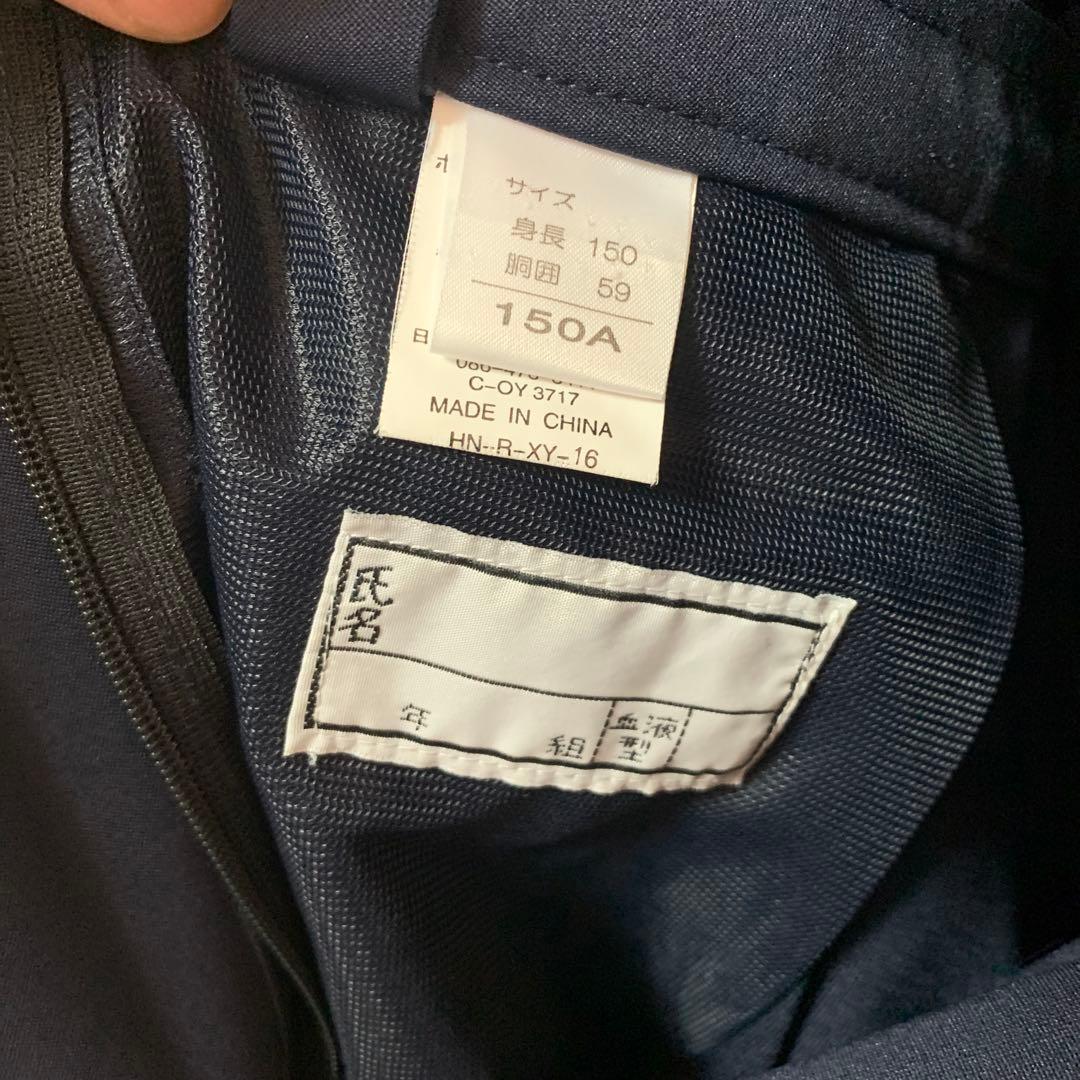 サイズ
身長 150
胴囲 59
150A
C-OY 3717
MADE IN CHINA
HN-R-XY-16
氏名
年 組 血液型